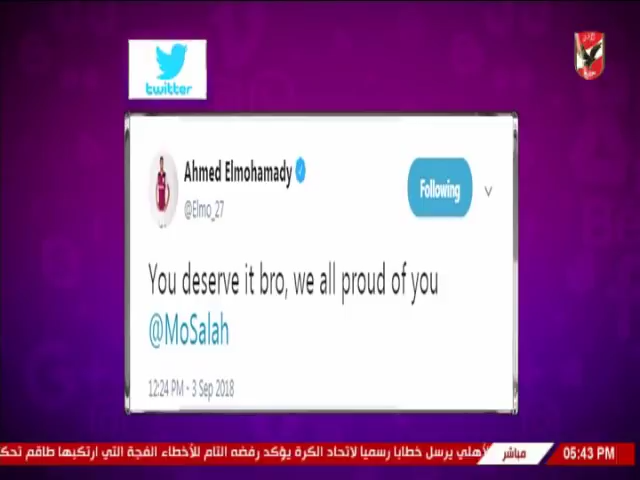 twitter
Ahmed Elmohamady
@Elmo_27
Following
You deserve it bro, we all proud of you
@MoSalah
12:24 PM - 3 Sep 2018
لأهلي يرسل خطابا رسميا لاتحاد الكرة يؤكد رفضه التام للأخطاء الفجة التي ارتكبها طاقم تحك
مباشر
05:43 PM